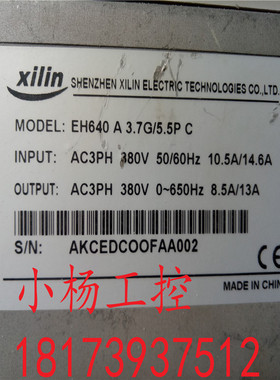 xilin
SHENZHEN XILIN ELECTRIC TECHNOLOGIES CO.,LTD.
MODEL: EH640 A 3.7G/5.5P C
INPUT: AC3PH 380V 50/60Hz 10.5A/14.6A
OUTPUT: AC3PH 380V 0~650Hz 8.5A/13A
S/N: AKCEDCOOFAA002
CE
MADE IN CHIN
小杨工控
18173937512